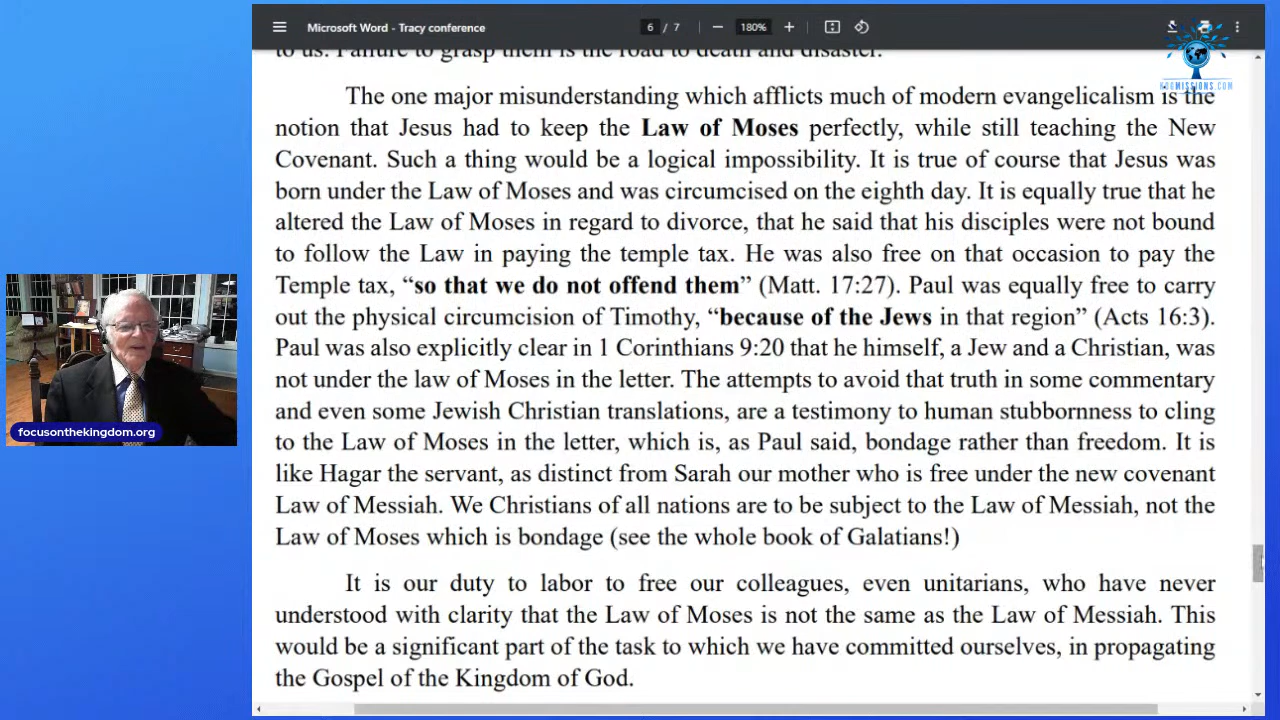 Microsoft Word - Tracy conference
6 / 7
180%
to us. Failure to grasp them is the road to death and disaster.
The one major misunderstanding which afflicts much of modern evangelicalism is the
notion that Jesus had to keep the Law of Moses perfectly, while still teaching the New
Covenant. Such a thing would be a logical impossibility. It is true of course that Jesus was
born under the Law of Moses and was circumcised on the eighth day. It is equally true that he
altered the Law of Moses in regard to divorce, that he said that his disciples were not bound
to follow the Law in paying the temple tax. He was also free on that occasion to pay the
Temple tax, “so that we do not offend them” (Matt. 17:27). Paul was equally free to carry
out the physical circumcision of Timothy, “because of the Jews in that region” (Acts 16:3).
Paul was also explicitly clear in 1 Corinthians 9:20 that he himself, a Jew and a Christian, was
not under the law of Moses in the letter. The attempts to avoid that truth in some commentary
and even some Jewish Christian translations, are a testimony to human stubbornness to cling
to the Law of Moses in the letter, which is, as Paul said, bondage rather than freedom. It is
like Hagar the servant, as distinct from Sarah our mother who is free under the new covenant
Law of Messiah. We Christians of all nations are to be subject to the Law of Messiah, not the
Law of Moses which is bondage (see the whole book of Galatians!)
It is our duty to labor to free our colleagues, even unitarians, who have never
understood with clarity that the Law of Moses is not the same as the Law of Messiah. This
would be a significant part of the task to which we have committed ourselves, in propagating
the Gospel of the Kingdom of God.
focusonthekingdom.org